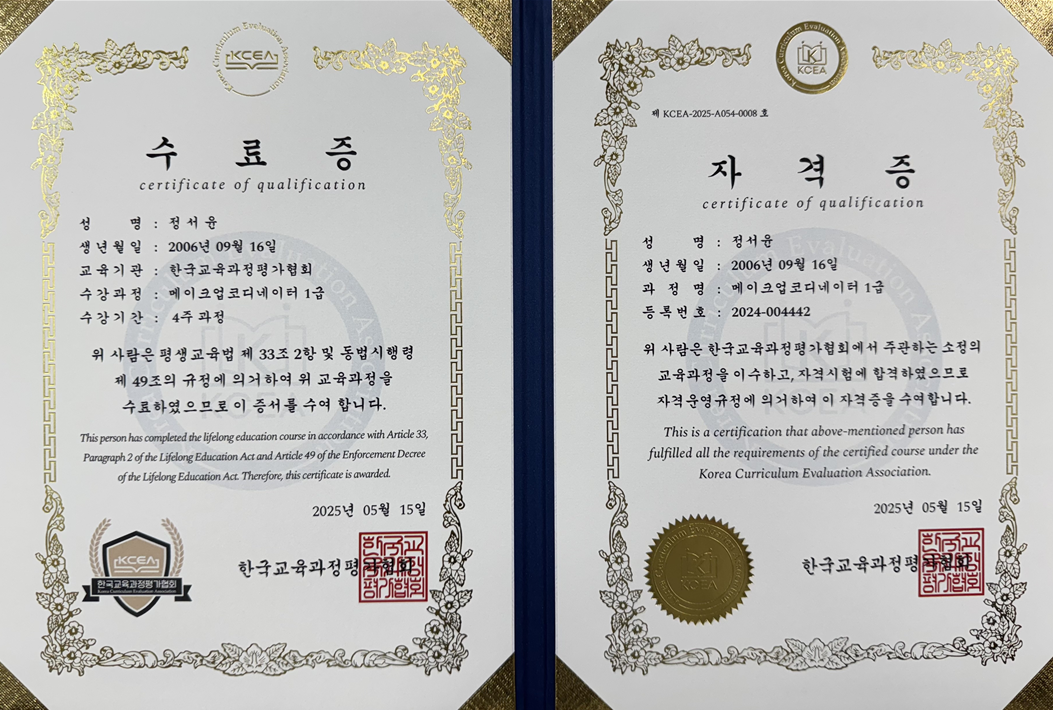 Korea Curriculum Evaluation Association
KCEA
수 료 증
certificate of qualification
성 명 : 정서윤
생년월일 : 2006년 09월 16일
교육기관 : 한국교육과정평가협회
수강과정 : 메이크업코디네이터 1급
수강기간 : 4주과정
위 사람은 평생교육법 제 33조 2항 및 동법시행령
제 49조의 규정에 의거하여 위 교육과정을
수료하였으므로 이 증서를 수여 합니다.
This person has completed the lifelong education course in accordance with Article 33,
Paragraph 2 of the Lifelong Education Act and Article 49 of the Enforcement Decree
of the Lifelong Education Act. Therefore, this certificate is awarded.
2025년 05월 15일
KCEA
한국교육과정평가협회
Korea Curriculum Evaluation Association
한국교육과정평가협회
Korea Curriculum Evaluation Association
KCEA
제 KCEA-2025-A054-0008 호
자 격 증
certificate of qualification
성 명 : 정서윤
생년월일 : 2006년 09월 16일
과 정 명 : 메이크업코디네이터 1급
등록번호 : 2024-004442
위 사람은 한국교육과정평가협회에서 주관하는 소정의
교육과정을 이수하고, 자격시험에 합격하였으므로
자격운영규정에 의거하여 이 자격증을 수여합니다.
This is a certification that above-mentioned person has
fulfilled all the requirements of the certified course under the
Korea Curriculum Evaluation Association.
2025년 05월 15일
한국교육과정평가협회